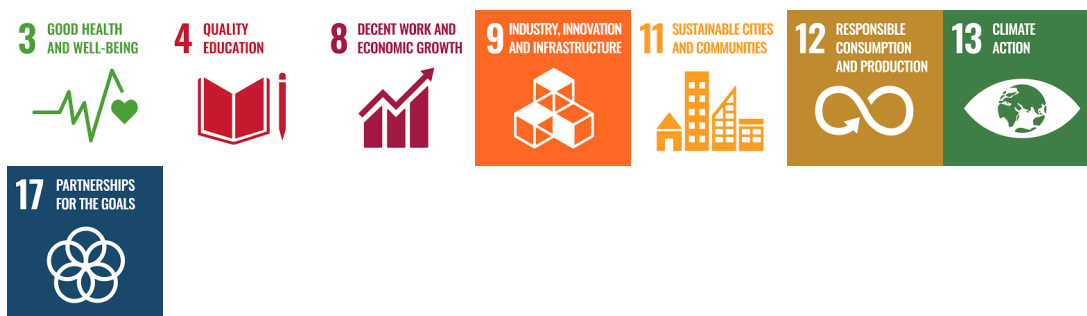 3 GOOD HEALTH
AND WELL-BEING
4 QUALITY
EDUCATION
8 DECENT WORK AND
ECONOMIC GROWTH
9 INDUSTRY, INNOVATION
AND INFRASTRUCTURE
11 SUSTAINABLE CITIES
AND COMMUNITIES
12 RESPONSIBLE
CONSUMPTION
AND PRODUCTION
13 CLIMATE
ACTION
17 PARTNERSHIPS
FOR THE GOALS